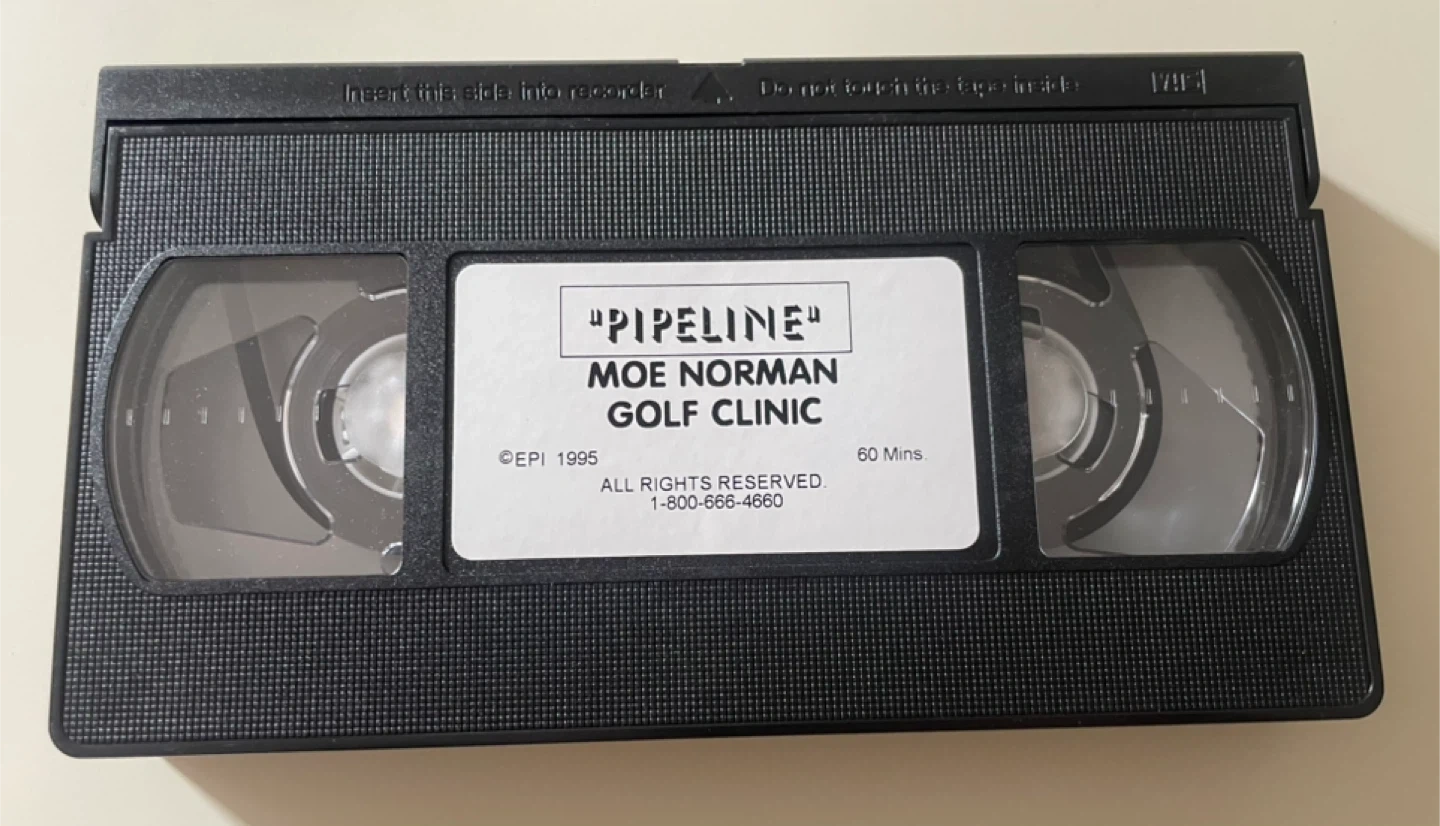 Insert this side into recorder Do not touch the tape inside VHS
"PIPELINE"
MOE NORMAN
GOLF CLINIC
©EPI 1995 60 Mins.
ALL RIGHTS RESERVED.
1-800-666-4660